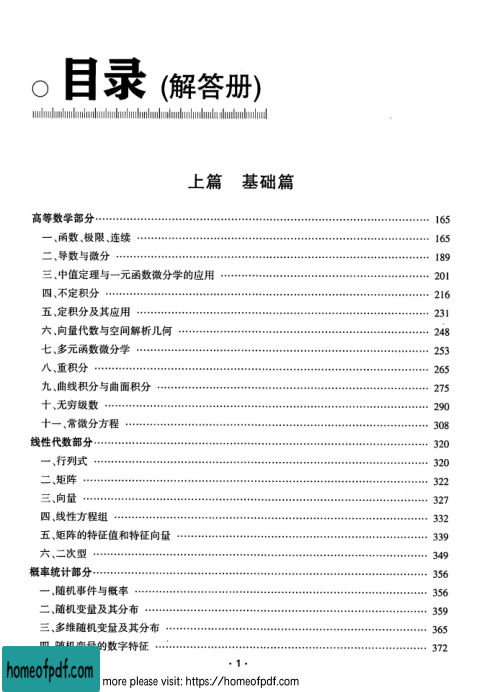 目录 (解答册)
上篇 基础篇
高等数学部分 165
一、函数、极限、连续 165
二、导数与微分 189
三、中值定理与一元函数微分学的应用 201
四、不定积分 216
五、定积分及其应用 231
六、向量代数与空间解析几何 248
七、多元函数微分学 253
八、重积分 265
九、曲线积分与曲面积分 275
十、无穷级数 290
十一、常微分方程 308
线性代数部分 320
一、行列式 320
二、矩阵 322
三、向量 327
四、线性方程组 332
五、矩阵的特征值和特征向量 339
六、二次型 349
概率统计部分 356
一、随机事件与概率 356
二、随机变量及其分布 359
三、多维随机变量及其分布 365
四、随机变量的数字特征 372
· 1 ·
homeofpdf.com
more please visit: https://homeofpdf.com